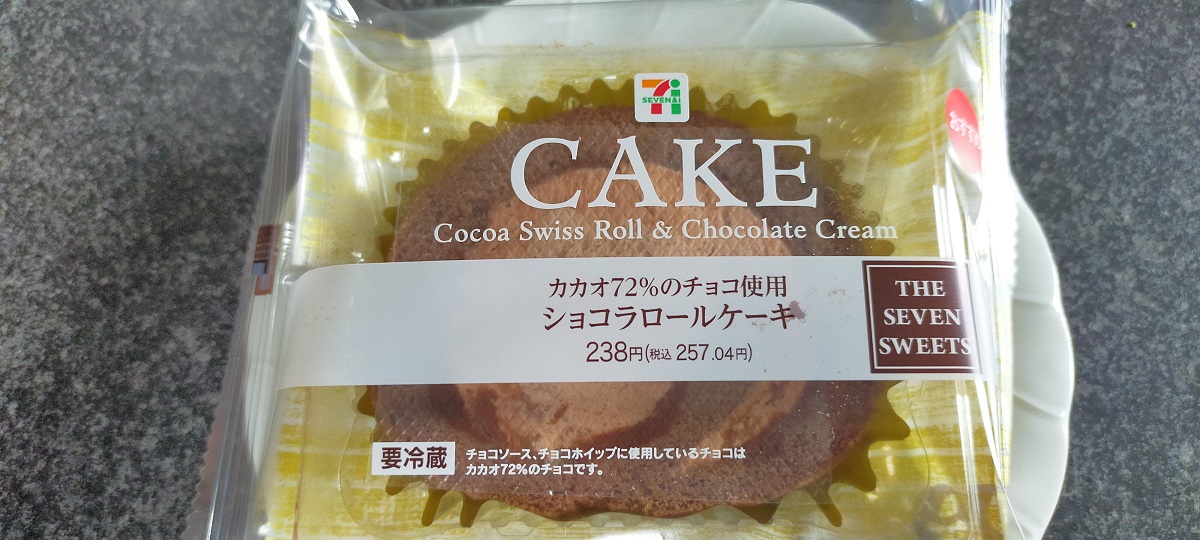 SEVEN&i
CAKE
おすすめ
Cocoa Swiss Roll & Chocolate Cream
カカオ72%のチョコ使用
ショコラロールケーキ
238円(税込 257.04円)
THE
SEVEN
SWEETS
要冷蔵
チョコソース、チョコホイップに使用しているチョコは
カカオ72%のチョコです。